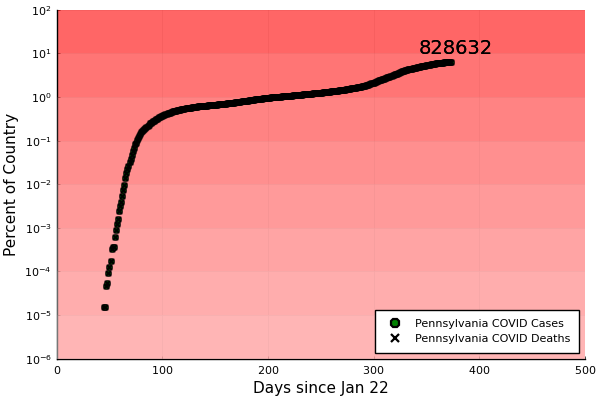 10²
10¹
10⁰
10⁻¹
10⁻²
10⁻³
10⁻⁴
10⁻⁵
10⁻⁶
Percent of Country
828632
Pennsylvania COVID Cases
Pennsylvania COVID Deaths
0 100 200 300 400 500
Days since Jan 22